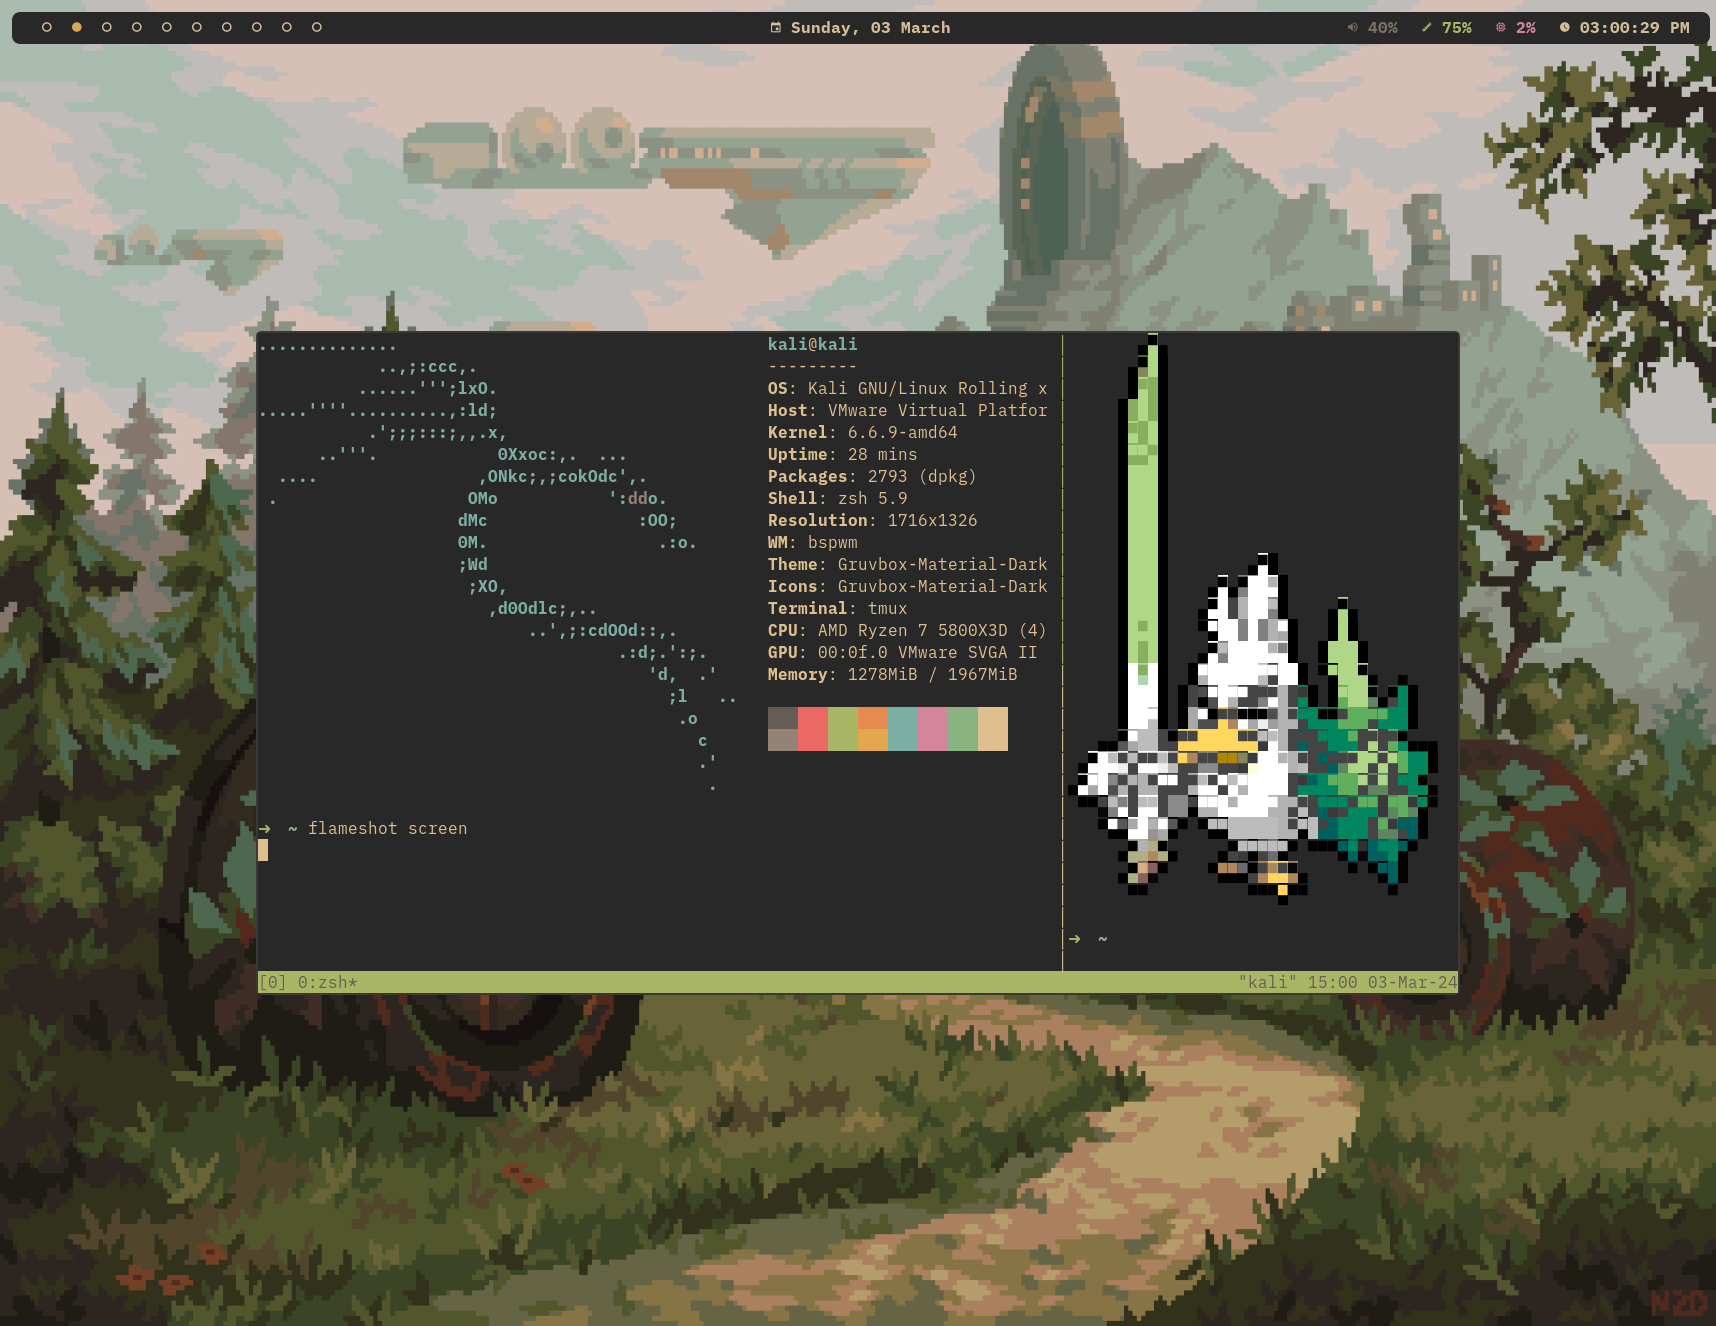 Sunday, 03 March
40% 75% 2% 03:00:29 PM
..............
..,;:ccc,.
......''';lxO.
.....''''..........,:ld;
.';;;:::;,,.x,
..'''.            0Xxoc:,.  ...
....                ,ONkc;,;cokOdc',.
.                   OMo           ':ddo.
dMc               :OO;
0M.                 .:o.
;Wd
;XO,
,d0Odlc;,..
..',;:cdOOd::,.
.:d;.':;.
'd,  .'
;l   ..
.o
c
.'
.
kali@kali
---------
OS: Kali GNU/Linux Rolling x
Host: VMware Virtual Platfor
Kernel: 6.6.9-amd64
Uptime: 28 mins
Packages: 2793 (dpkg)
Shell: zsh 5.9
Resolution: 1716x1326
WM: bspwm
Theme: Gruvbox-Material-Dark
Icons: Gruvbox-Material-Dark
Terminal: tmux
CPU: AMD Ryzen 7 5800X3D (4)
GPU: 00:0f.0 VMware SVGA II
Memory: 1278MiB / 1967MiB
➜  ~ flameshot screen
➜  ~
[0] 0:zsh*
"kali" 15:00 03-Mar-24
N2D